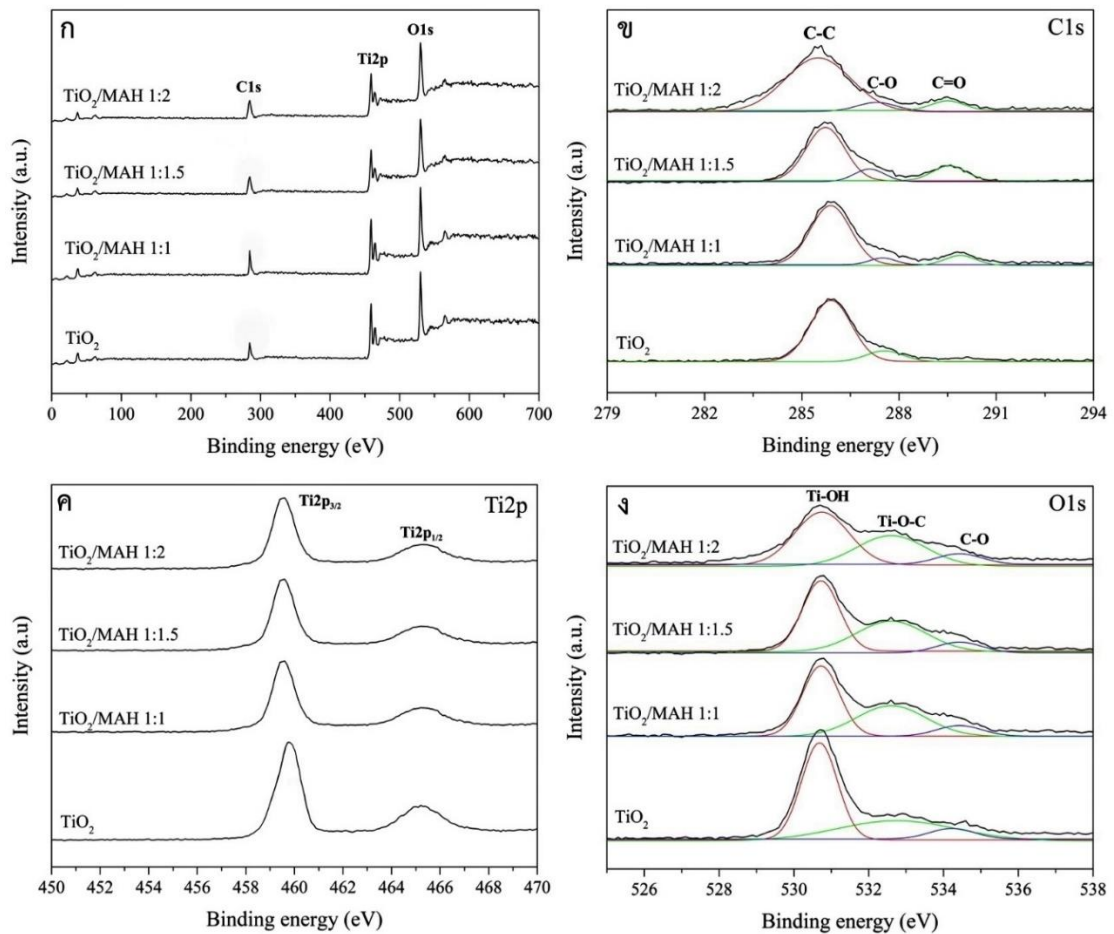 ก
O1s
Ti2p
C1s
TiO2/MAH 1:2
TiO2/MAH 1:1.5
TiO2/MAH 1:1
TiO2
Intensity (a.u.)
0 100 200 300 400 500 600 700
Binding energy (eV)
ข
C1s
C-C
C-O
C=O
TiO2/MAH 1:2
TiO2/MAH 1:1.5
TiO2/MAH 1:1
TiO2
Intensity (a.u)
279 282 285 288 291 294
Binding energy (eV)
ค
Ti2p
Ti2p3/2
Ti2p1/2
TiO2/MAH 1:2
TiO2/MAH 1:1.5
TiO2/MAH 1:1
TiO2
Intensity (a.u)
450 452 454 456 458 460 462 464 466 468 470
Binding energy (eV)
ง
O1s
Ti-OH
Ti-O-C
C-O
TiO2/MAH 1:2
TiO2/MAH 1:1.5
TiO2/MAH 1:1
TiO2
Intensity (a.u.)
526 528 530 532 534 536 538
Binding energy (eV)